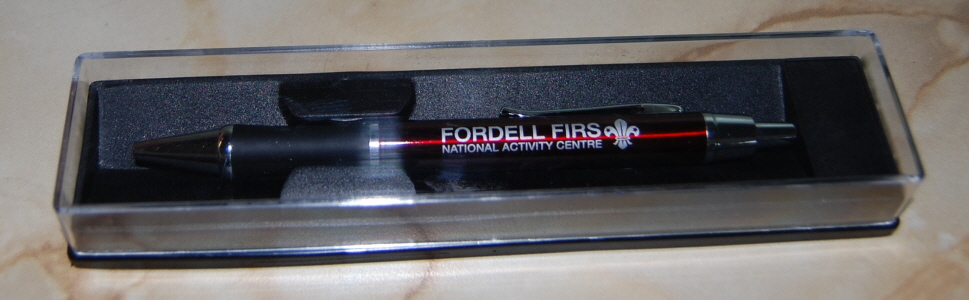 FORDELL FIRS
NATIONAL ACTIVITY CENTRE